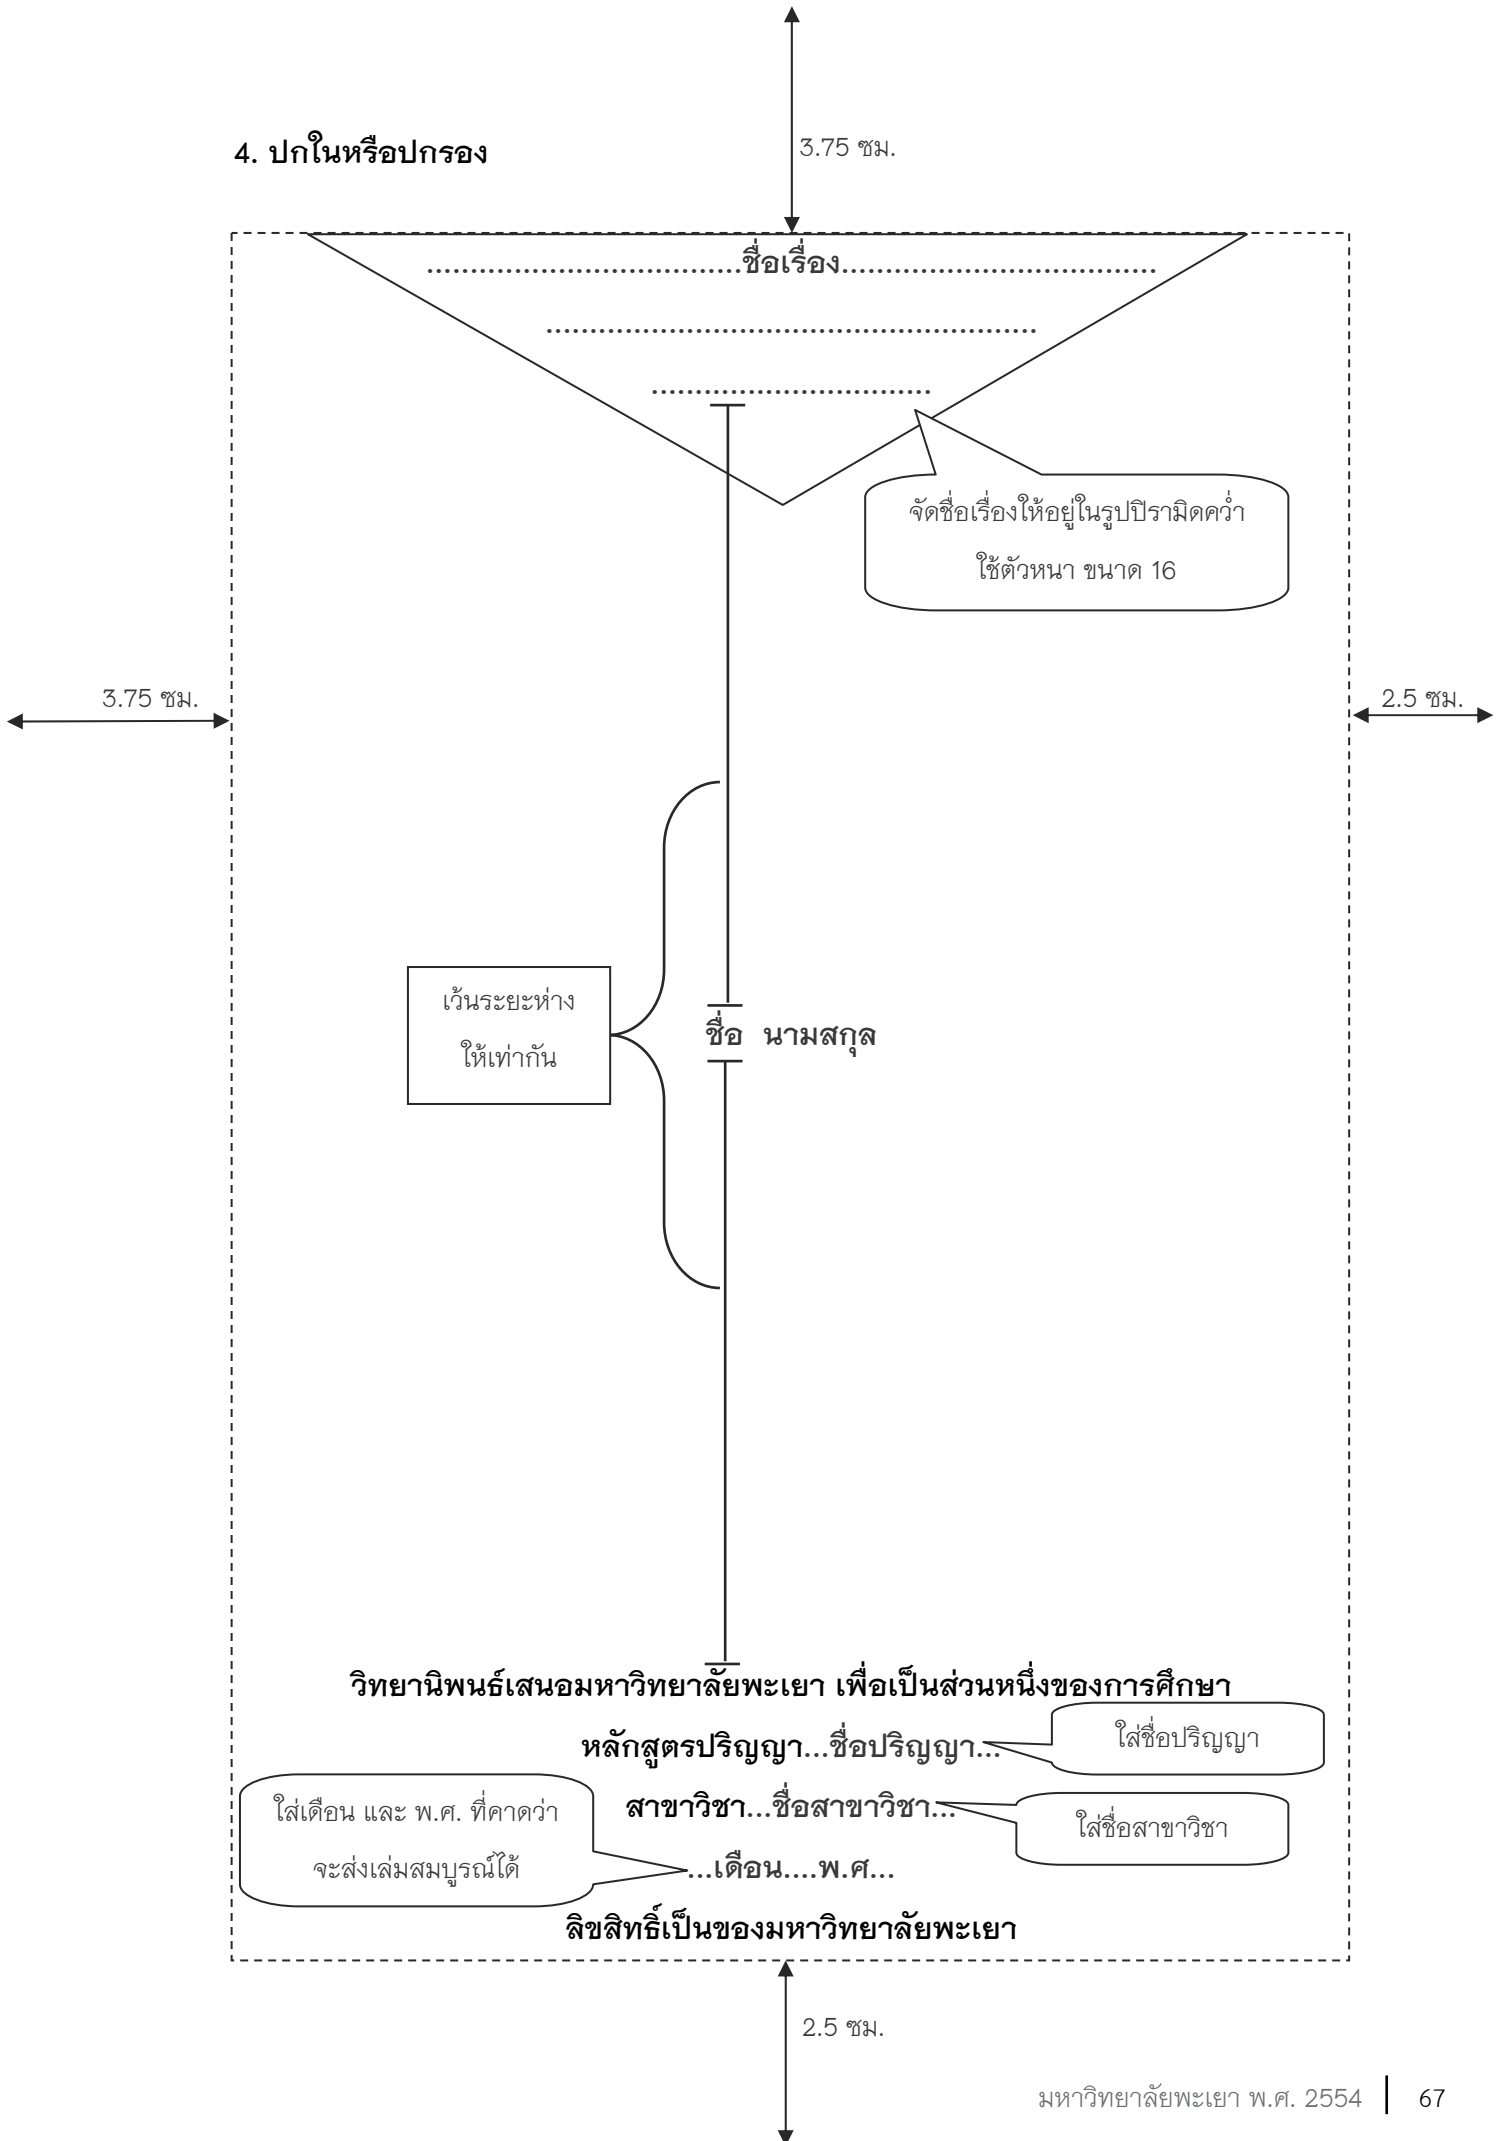 3.75 ซม.
4. ปกในหรือปกรอง
...................................ชื่อเรื่อง...................................
.......................................................
...............................
จัดชื่อเรื่องให้อยู่ในรูปปิรามิดคว่ำ
ใช้ตัวหนา ขนาด 16
3.75 ซม.
2.5 ซม.
เว้นระยะห่าง
ให้เท่ากัน
ชื่อ นามสกุล
วิทยานิพนธ์เสนอมหาวิทยาลัยพะเยา เพื่อเป็นส่วนหนึ่งของการศึกษา
หลักสูตรปริญญา...ชื่อปริญญา...
ใส่ชื่อปริญญา
สาขาวิชา...ชื่อสาขาวิชา...
ใส่ชื่อสาขาวิชา
ใส่เดือน และ พ.ศ. ที่คาดว่า
จะส่งเล่มสมบูรณ์ได้
...เดือน....พ.ศ...
ลิขสิทธิ์เป็นของมหาวิทยาลัยพะเยา
2.5 ซม.
มหาวิทยาลัยพะเยา พ.ศ. 2554 67